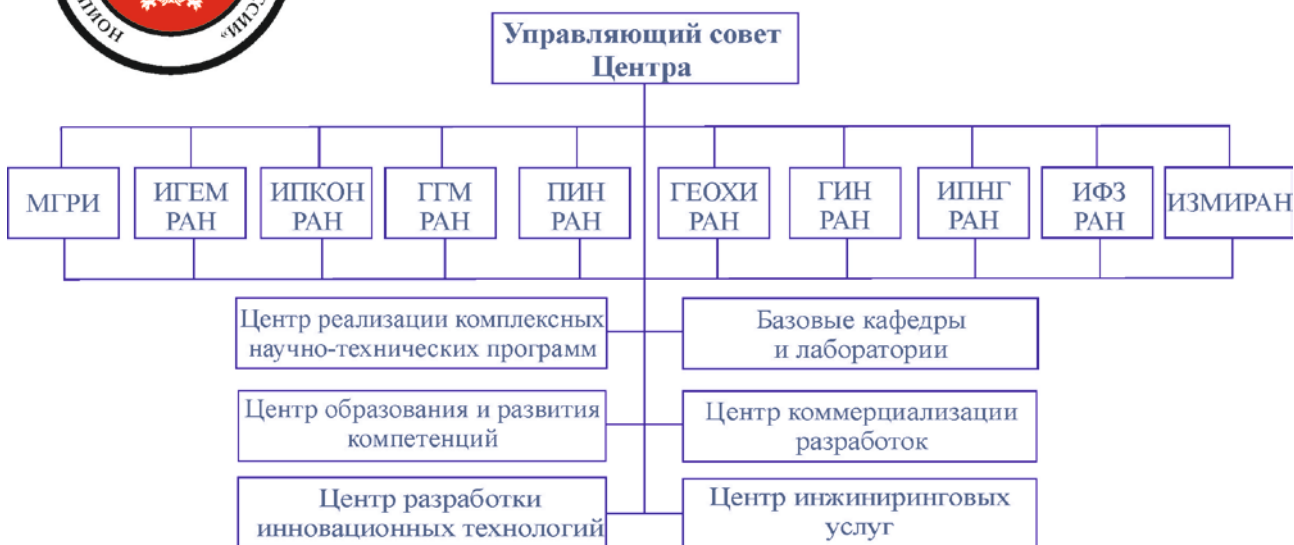 ССИИ»
Управляющий совет
Центра
МГРИ
ИГЕМ
РАН
ИПКОН
РАН
ГГМ
РАН
ПИН
РАН
ГЕОХИ
РАН
ГИН
РАН
ИПНГ
РАН
ИФЗ
РАН
ИЗМИРАН
Центр реализации комплексных
научно-технических программ
Базовые кафедры
и лаборатории
Центр образования и развития
компетенций
Центр коммерциализации
разработок
Центр разработки
инновационных технологий
Центр инжиниринговых
услуг